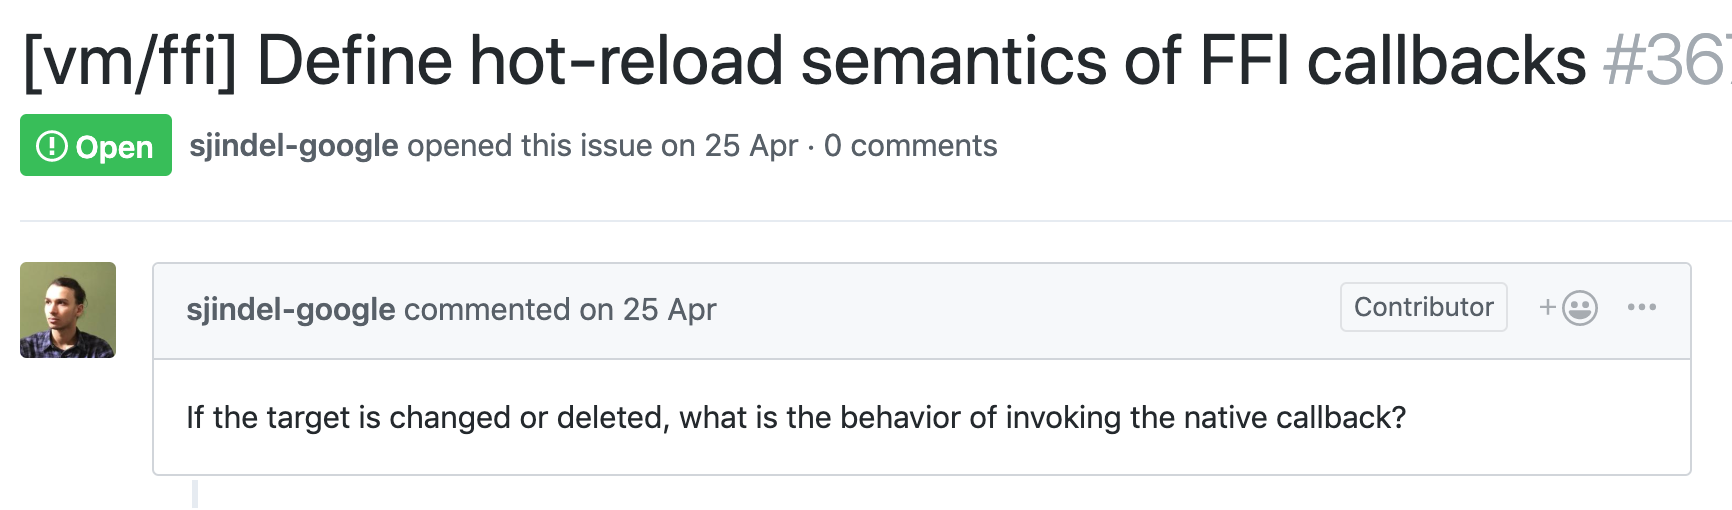 [vm/ffi] Define hot-reload semantics of FFI callbacks #367
Open sjindel-google opened this issue on 25 Apr · 0 comments
sjindel-google commented on 25 Apr Contributor
If the target is changed or deleted, what is the behavior of invoking the native callback?